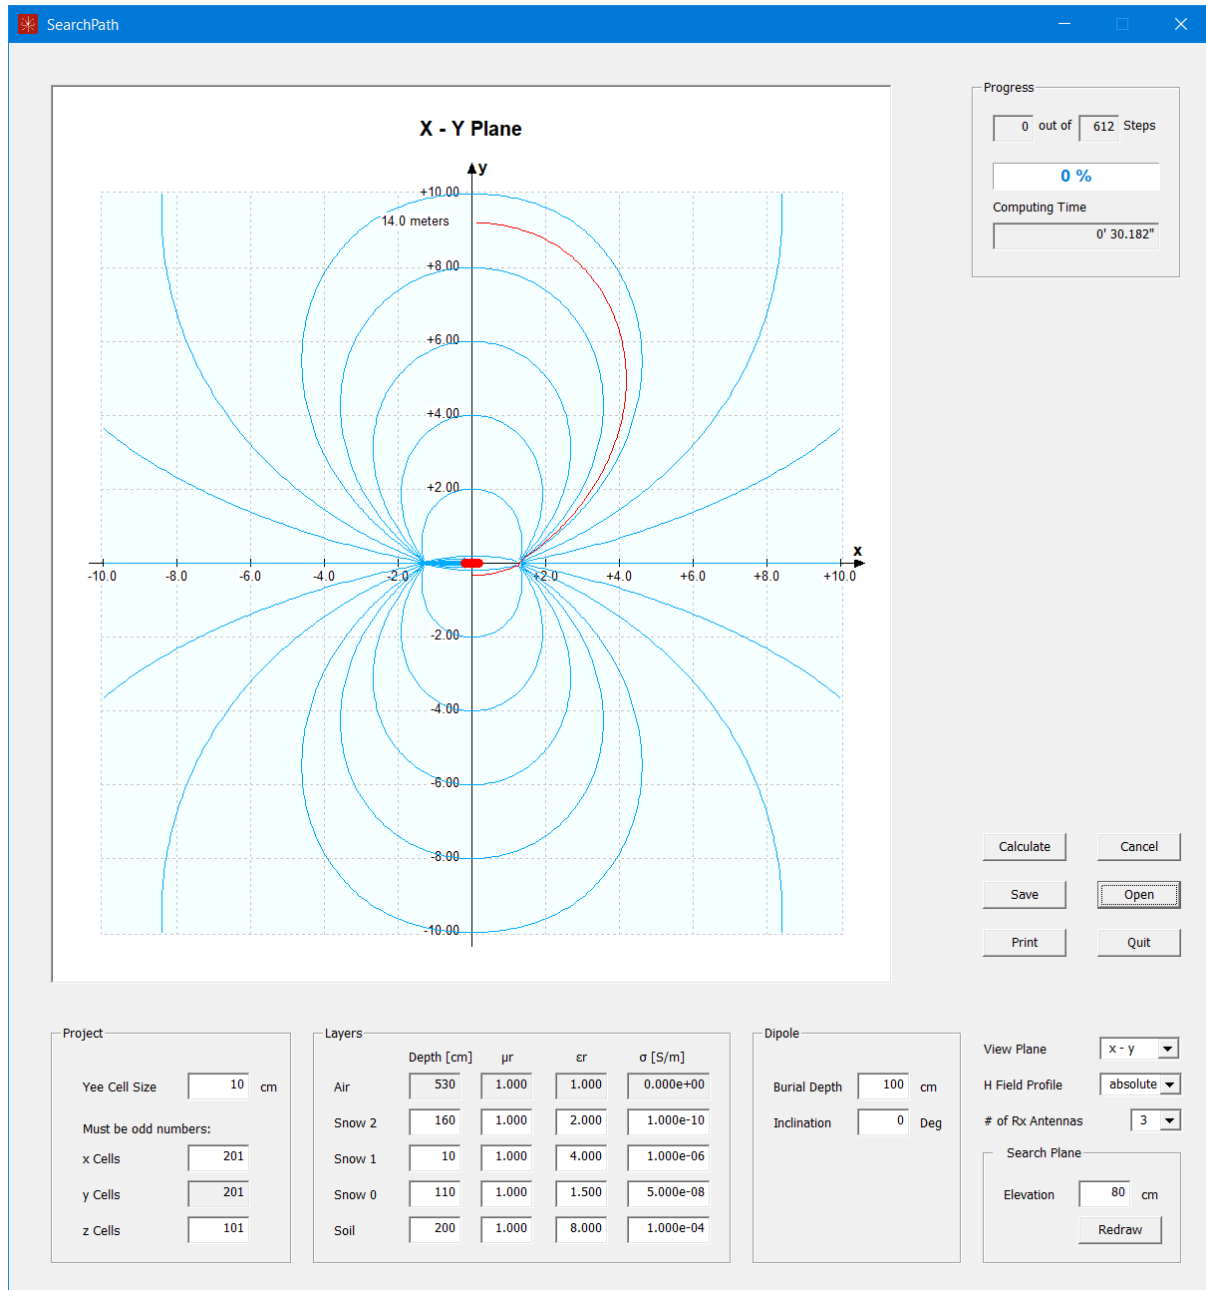 SearchPath
X - Y Plane
y
+10.00
14.0 meters
+8.00
+6.00
+4.00
+2.00
x
-10.0 -8.0 -6.0 -4.0 -2.0 +2.0 +4.0 +6.0 +8.0 +10.0
-2.00
-4.00
-6.00
-8.00
-10.00
Progress
0 out of 612 Steps
0 %
Computing Time
0' 30.182"
Calculate Cancel
Save Open
Print Quit
Project
Yee Cell Size 10 cm
Must be odd numbers:
x Cells 201
y Cells 201
z Cells 101
Layers
Depth [cm] μr εr σ [S/m]
Air 530 1.000 1.000 0.000e+00
Snow 2 160 1.000 2.000 1.000e-10
Snow 1 10 1.000 4.000 1.000e-06
Snow 0 110 1.000 1.500 5.000e-08
Soil 200 1.000 8.000 1.000e-04
Dipole
Burial Depth 100 cm
Inclination 0 Deg
View Plane x - y
H Field Profile absolute
# of Rx Antennas 3
Search Plane
Elevation 80 cm
Redraw